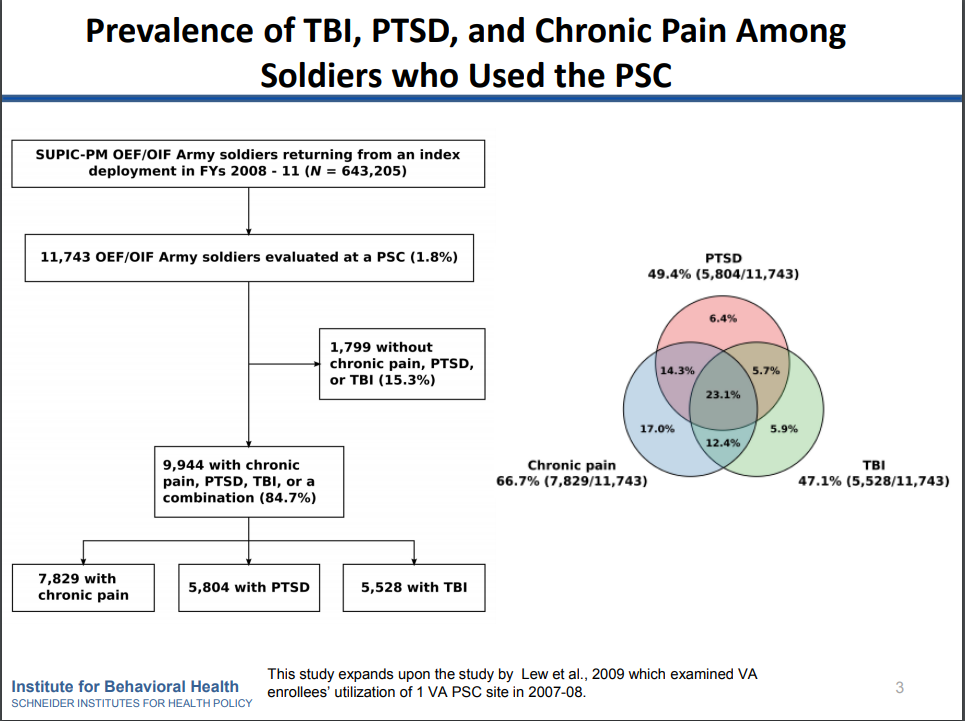 Prevalence of TBI, PTSD, and Chronic Pain Among
Soldiers who Used the PSC
SUPIC-PM OEF/OIF Army soldiers returning from an index
deployment in FYs 2008 - 11 (N = 643,205)
11,743 OEF/OIF Army soldiers evaluated at a PSC (1.8%)
1,799 without
chronic pain, PTSD,
or TBI (15.3%)
9,944 with chronic
pain, PTSD, TBI, or a
combination (84.7%)
7,829 with
chronic pain
5,804 with PTSD
5,528 with TBI
PTSD
49.4% (5,804/11,743)
6.4%
14.3%
5.7%
23.1%
17.0%
5.9%
12.4%
Chronic pain
66.7% (7,829/11,743)
TBI
47.1% (5,528/11,743)
Institute for Behavioral Health
SCHNEIDER INSTITUTES FOR HEALTH POLICY
This study expands upon the study by Lew et al., 2009 which examined VA
enrollees' utilization of 1 VA PSC site in 2007-08.
3